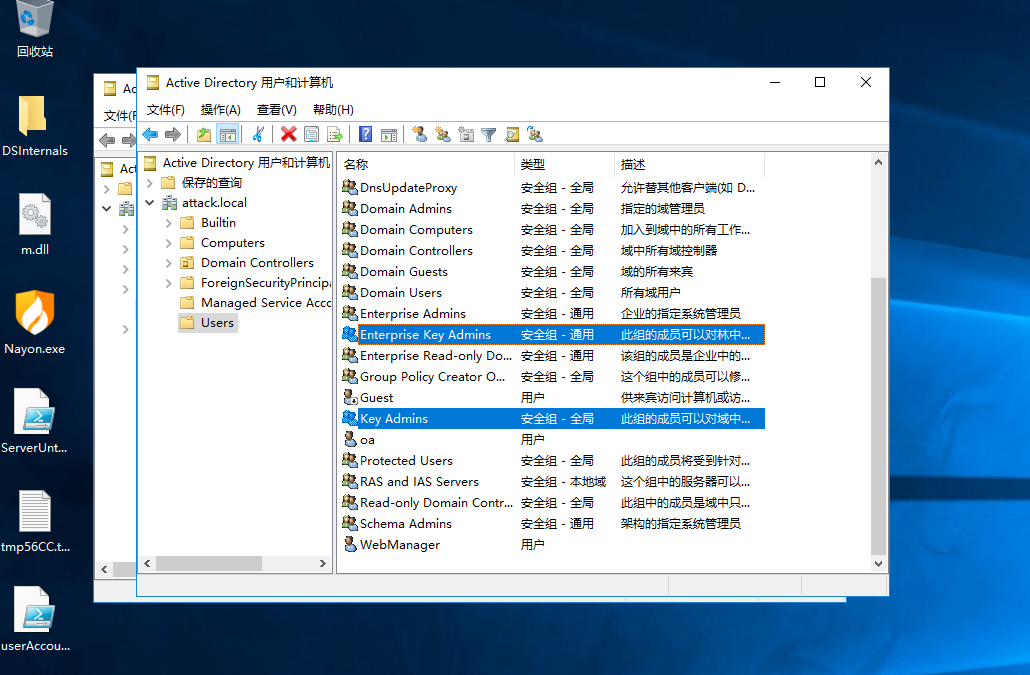 回收站
DSInternals
m.dll
Nayon.exe
ServerUnt...
tmp56CC.t...
userAccou...
Ac
文件(F
Act
Active Directory 用户和计算机
文件(F) 操作(A) 查看(V) 帮助(H)
Active Directory 用户和计算机
保存的查询
attack.local
Builtin
Computers
Domain Controllers
ForeignSecurityPrincipa
Managed Service Acc
Users
名称 类型 描述
DnsUpdateProxy 安全组 - 全局 允许替其他客户端(如 D...
Domain Admins 安全组 - 全局 指定的域管理员
Domain Computers 安全组 - 全局 加入到域中的所有工作...
Domain Controllers 安全组 - 全局 域中所有域控制器
Domain Guests 安全组 - 全局 域的所有来宾
Domain Users 安全组 - 全局 所有域用户
Enterprise Admins 安全组 - 通用 企业的指定系统管理员
Enterprise Key Admins 安全组 - 通用 此组的成员可以对林中...
Enterprise Read-only Do... 安全组 - 通用 该组的成员是企业中的...
Group Policy Creator O... 安全组 - 全局 这个组中的成员可以修...
Guest 用户 供来宾访问计算机或访...
Key Admins 安全组 - 全局 此组的成员可以对域中...
oa 用户
Protected Users 安全组 - 全局 此组的成员将受到针对...
RAS and IAS Servers 安全组 - 本地域 这个组中的服务器可以...
Read-only Domain Contr... 安全组 - 全局 此组中的成员是域中只...
Schema Admins 安全组 - 通用 架构的指定系统管理员
WebManager 用户